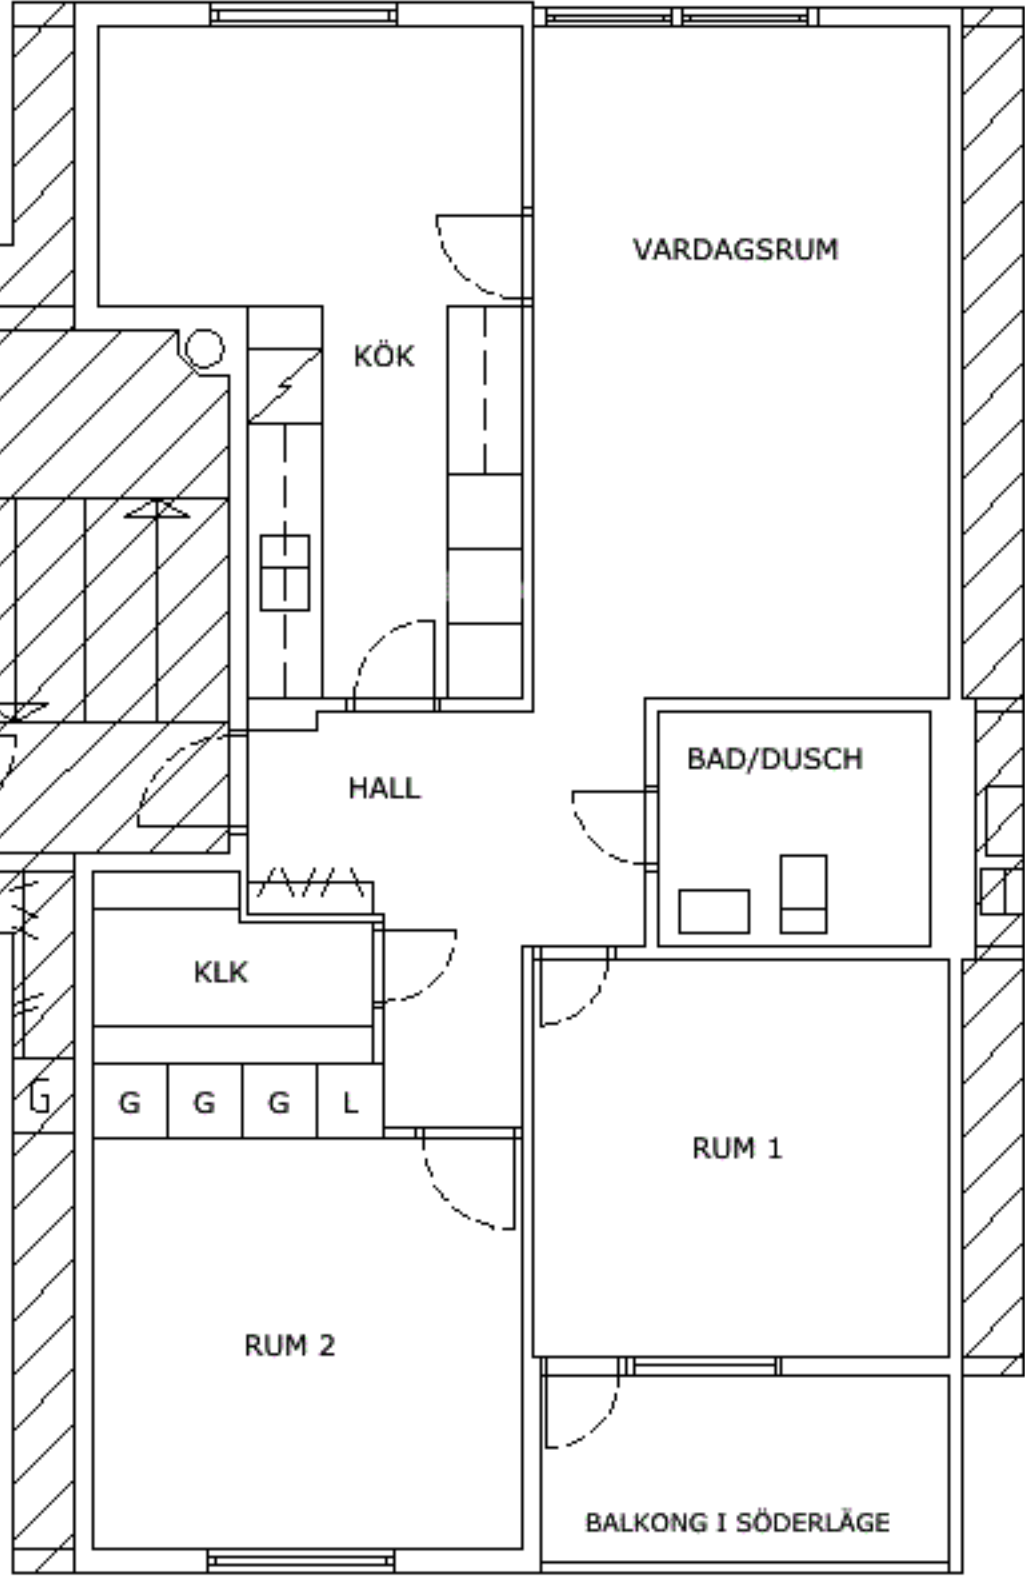 VARDAGSRUM
KÖK
BAD/DUSCH
HALL
KLK
G G G G L
RUM 1
RUM 2
BALKONG I SÖDERLÄGE